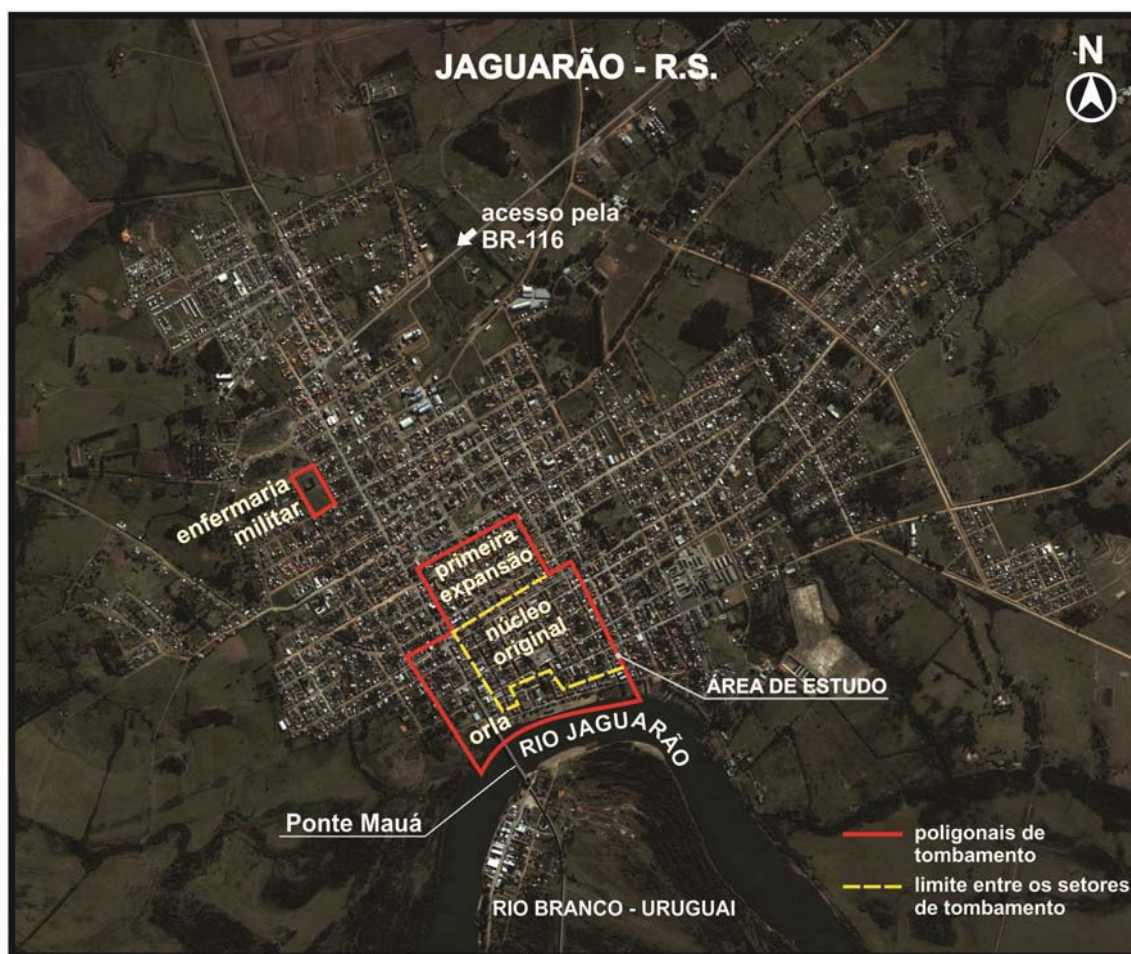 JAGUARÃO - R.S.
N
acesso pela
BR-116
enfermaria
militar
primeira
expansão
núcleo
original
ÁREA DE ESTUDO
orla
RIO JAGUARÃO
Ponte Mauá
poligonais de
tombamento
limite entre os setores
de tombamento
RIO BRANCO - URUGUAI